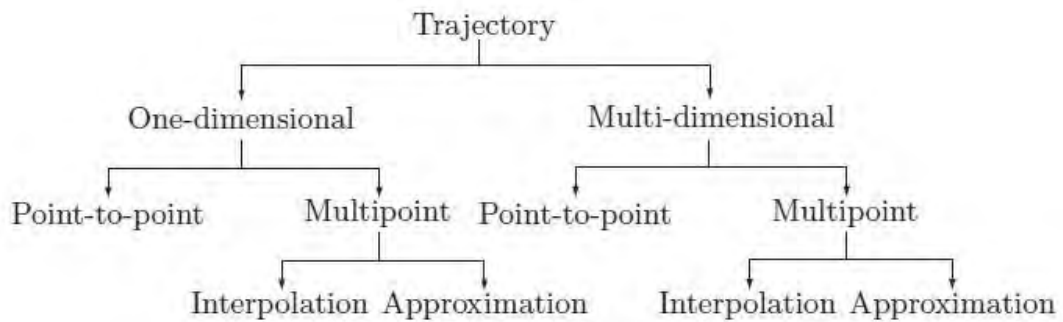 Trajectory
One-dimensional Multi-dimensional
Point-to-point Multipoint Point-to-point Multipoint
Interpolation Approximation Interpolation Approximation